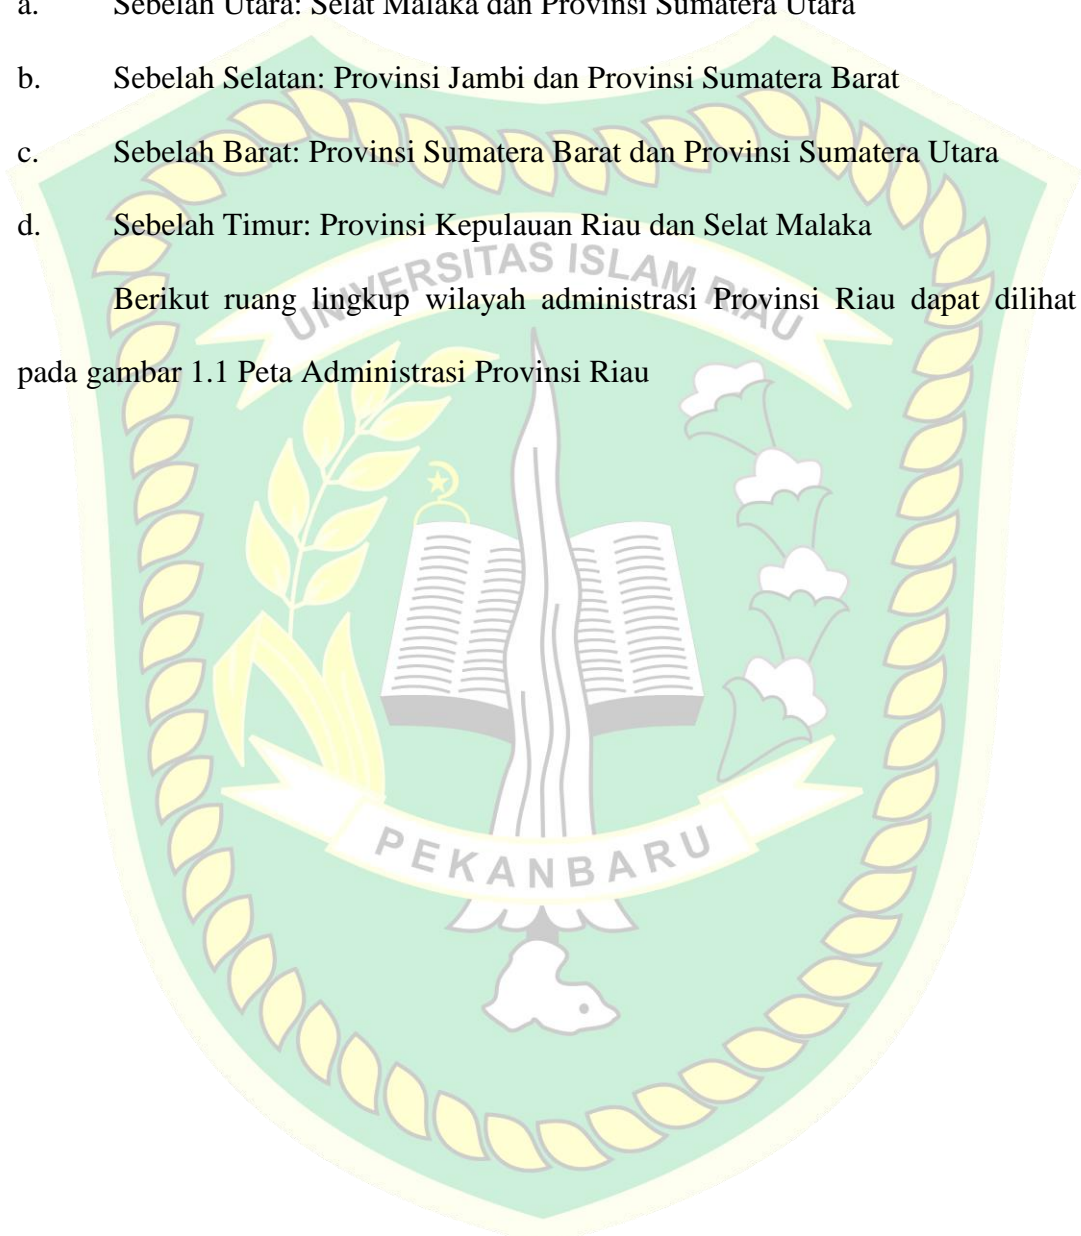 a. Sebelah Utara: Selat Malaka dan Provinsi Sumatera Utara
b. Sebelah Selatan: Provinsi Jambi dan Provinsi Sumatera Barat
c. Sebelah Barat: Provinsi Sumatera Barat dan Provinsi Sumatera Utara
d. Sebelah Timur: Provinsi Kepulauan Riau dan Selat Malaka
UNIVERSITAS ISLAM RIAU
Berikut ruang lingkup wilayah administrasi Provinsi Riau dapat dilihat
pada gambar 1.1 Peta Administrasi Provinsi Riau
PEKANBARU